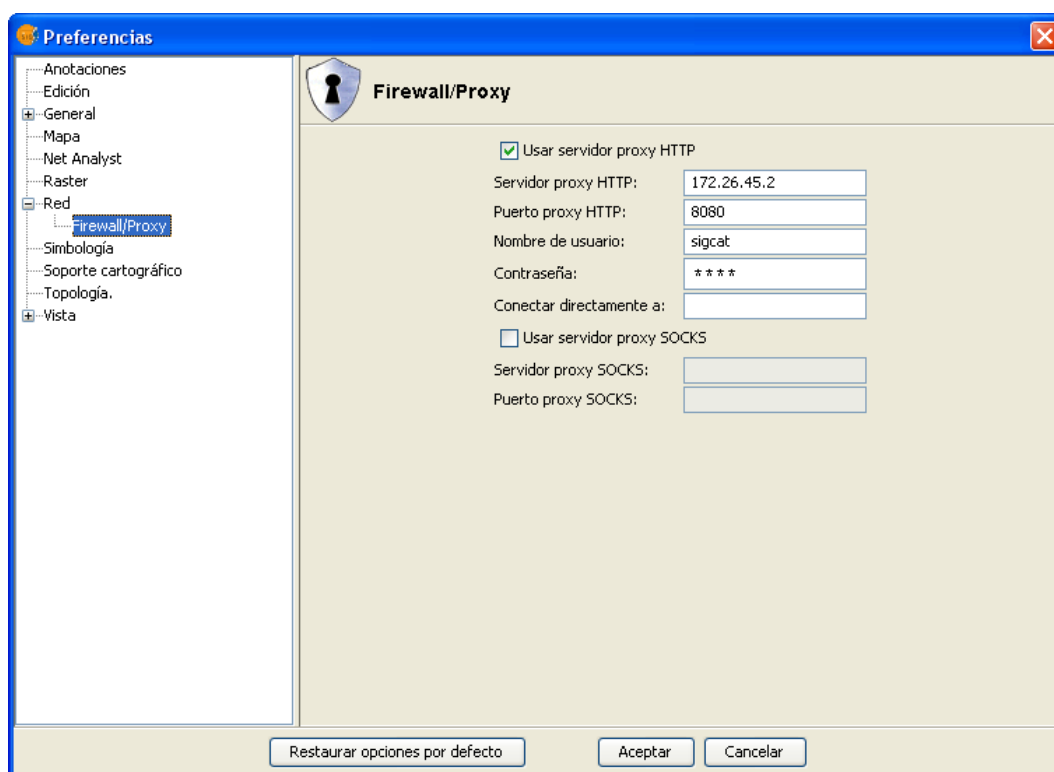 Preferencias
Anotaciones
Edición
General
Mapa
Net Analyst
Raster
Red
Firewall/Proxy
Simbología
Soporte cartográfico
Topología.
Vista
Firewall/Proxy
Usar servidor proxy HTTP
Servidor proxy HTTP: 172.26.45.2
Puerto proxy HTTP: 8080
Nombre de usuario: sigcat
Contraseña: ****
Conectar directamente a:
Usar servidor proxy SOCKS
Servidor proxy SOCKS:
Puerto proxy SOCKS:
Restaurar opciones por defecto Aceptar Cancelar